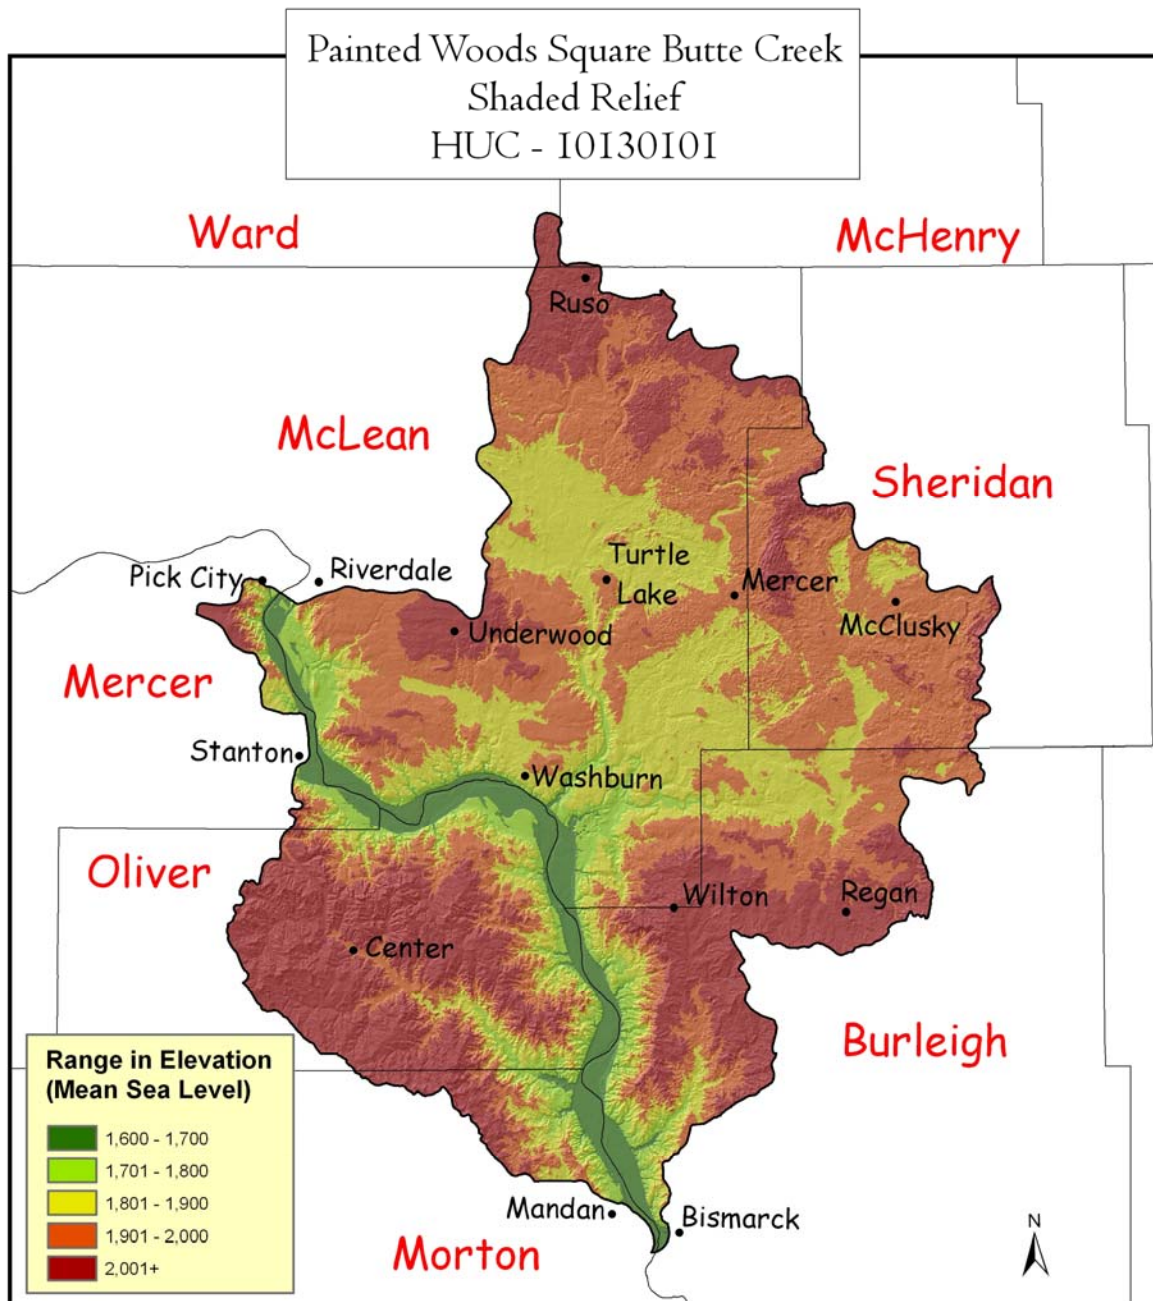 Painted Woods Square Butte Creek
Shaded Relief
HUC - 10130101
Ward
McHenry
Ruso
McLean
Sheridan
Turtle
Lake
Pick City
Riverdale
Mercer
McClusky
Underwood
Mercer
Stanton
Washburn
Oliver
Wilton
Regan
Center
Burleigh
Range in Elevation
(Mean Sea Level)
1,600 - 1,700
1,701 - 1,800
1,801 - 1,900
1,901 - 2,000
2,001+
Mandan
Bismarck
Morton
N